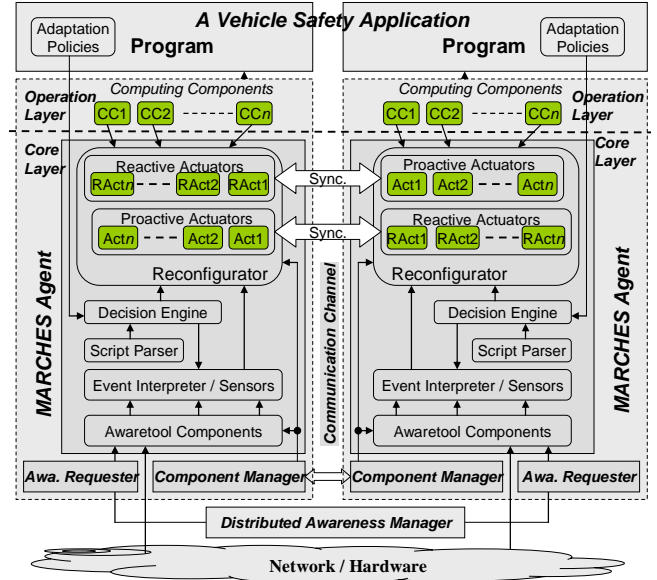 A Vehicle Safety Application
Adaptation
Policies
Program
Program
Adaptation
Policies
Operation
Layer
Computing Components
CC1 CC2 CCn
Computing Components
CC1 CC2 CCn
Operation
Layer
Core
Layer
Reactive Actuators
RActn RAct2 RAct1
Proactive Actuators
Actn Act2 Act1
Reconfigurator
Sync.
Sync.
Core
Layer
Proactive Actuators
Act1 Act2 Actn
Reactive Actuators
RAct1 RAct2 RActn
Reconfigurator
MARCHES Agent
Decision Engine
Script Parser
Event Interpreter / Sensors
Awaretool Components
Communication Channel
Decision Engine
Script Parser
Event Interpreter / Sensors
Awaretool Components
MARCHES Agent
Awa. Requester
Component Manager
Component Manager
Awa. Requester
Distributed Awareness Manager
Network / Hardware